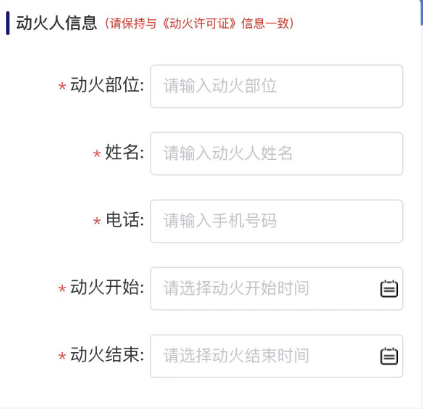 动火人信息 (请保持与《动火许可证》信息一致)
* 动火部位: 请输入动火部位
* 姓名: 请输入动火人姓名
* 电话: 请输入手机号码
* 动火开始: 请选择动火开始时间
* 动火结束: 请选择动火结束时间